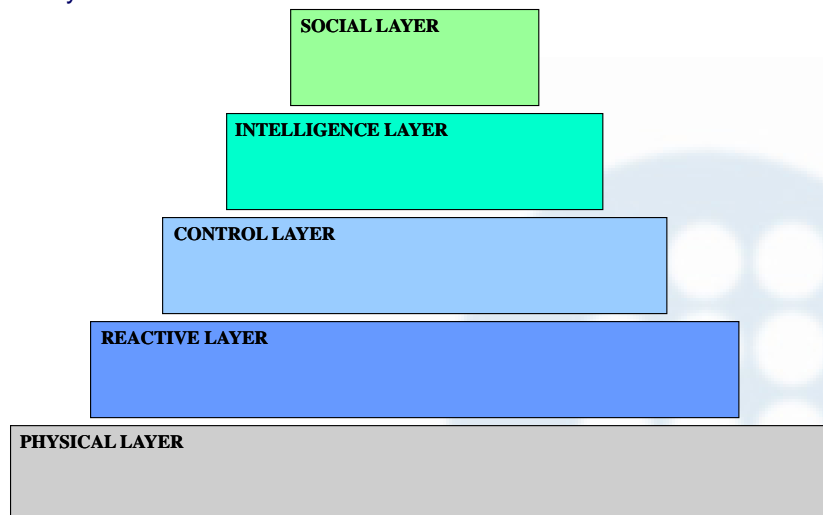 SOCIAL LAYER
INTELLIGENCE LAYER
CONTROL LAYER
REACTIVE LAYER
PHYSICAL LAYER